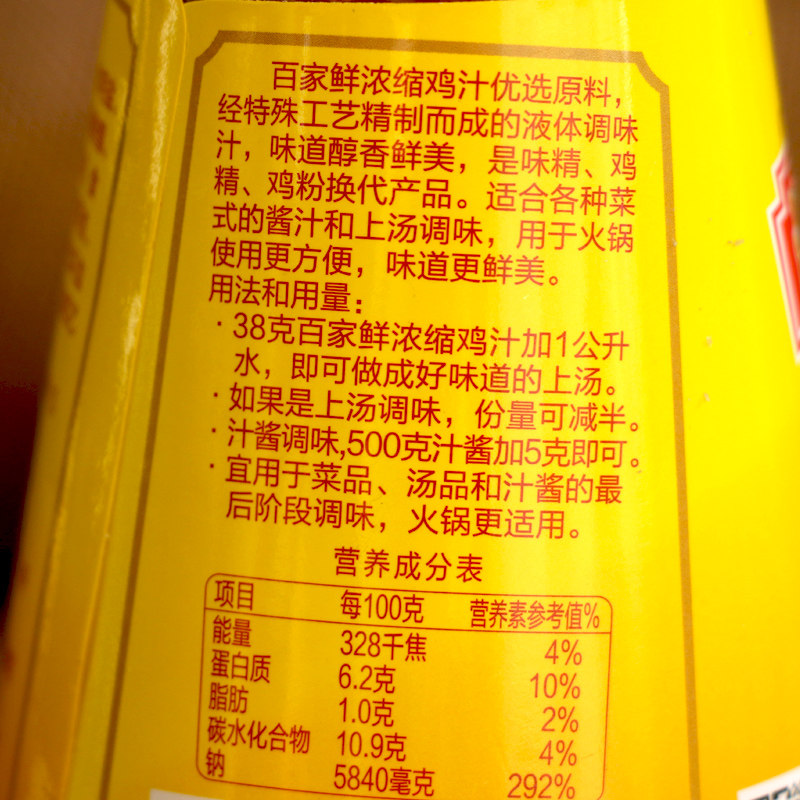 百家鲜浓缩鸡汁优选原料，
经特殊工艺精制而成的液体调味
汁，味道醇香鲜美，是味精、鸡
精、鸡粉换代产品。适合各种菜
式的酱汁和上汤调味，用于火锅
使用更方便，味道更鲜美。
用法和用量：
·38克百家鲜浓缩鸡汁加1公升
水，即可做成好味道的上汤。
·如果是上汤调味，份量可减半。
·汁酱调味,500克汁酱加5克即可。
·宜用于菜品、汤品和汁酱的最
后阶段调味，火锅更适用。
营养成分表
项目 每100克 营养素参考值%
能量 328千焦 4%
蛋白质 6.2克 10%
脂肪 1.0克 2%
碳水化合物 10.9克 4%
钠 5840毫克 292%